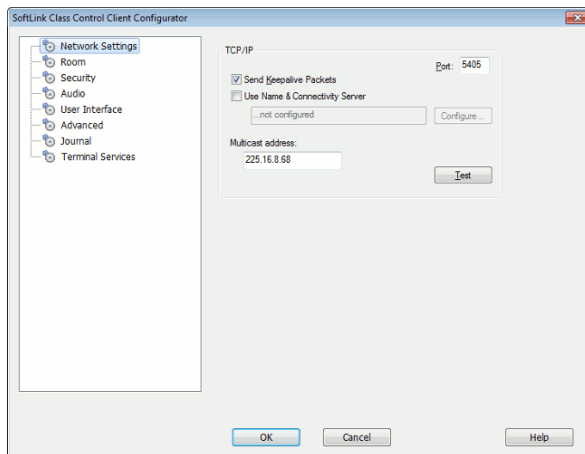 SoftLink Class Control Client Configurator
Network Settings
Room
Security
Audio
User Interface
Advanced
Journal
Terminal Services
TCP/IP
Port: 5405
Send Keepalive Packets
Use Name & Connectivity Server
...not configured
Configure...
Multicast address:
225.16.8.68
Test
OK
Cancel
Help